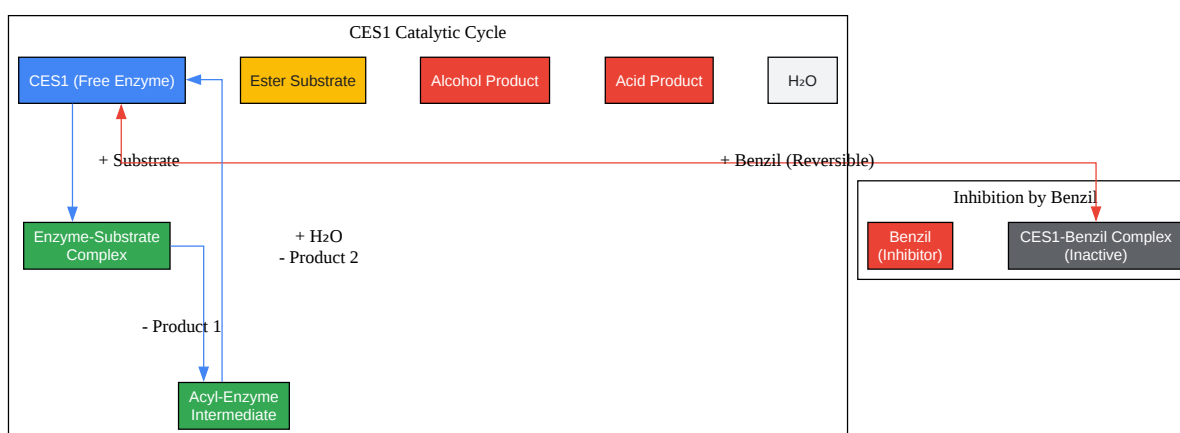 CES1 Catalytic Cycle
CES1 (Free Enzyme)
Ester Substrate
Alcohol Product
Acid Product
H₂O
+ Substrate
+ Benzil (Reversible)
Inhibition by Benzil
Enzyme-Substrate
Complex
+ H₂O
- Product 2
Benzil
(Inhibitor)
CES1-Benzil Complex
(Inactive)
- Product 1
Acyl-Enzyme
Intermediate